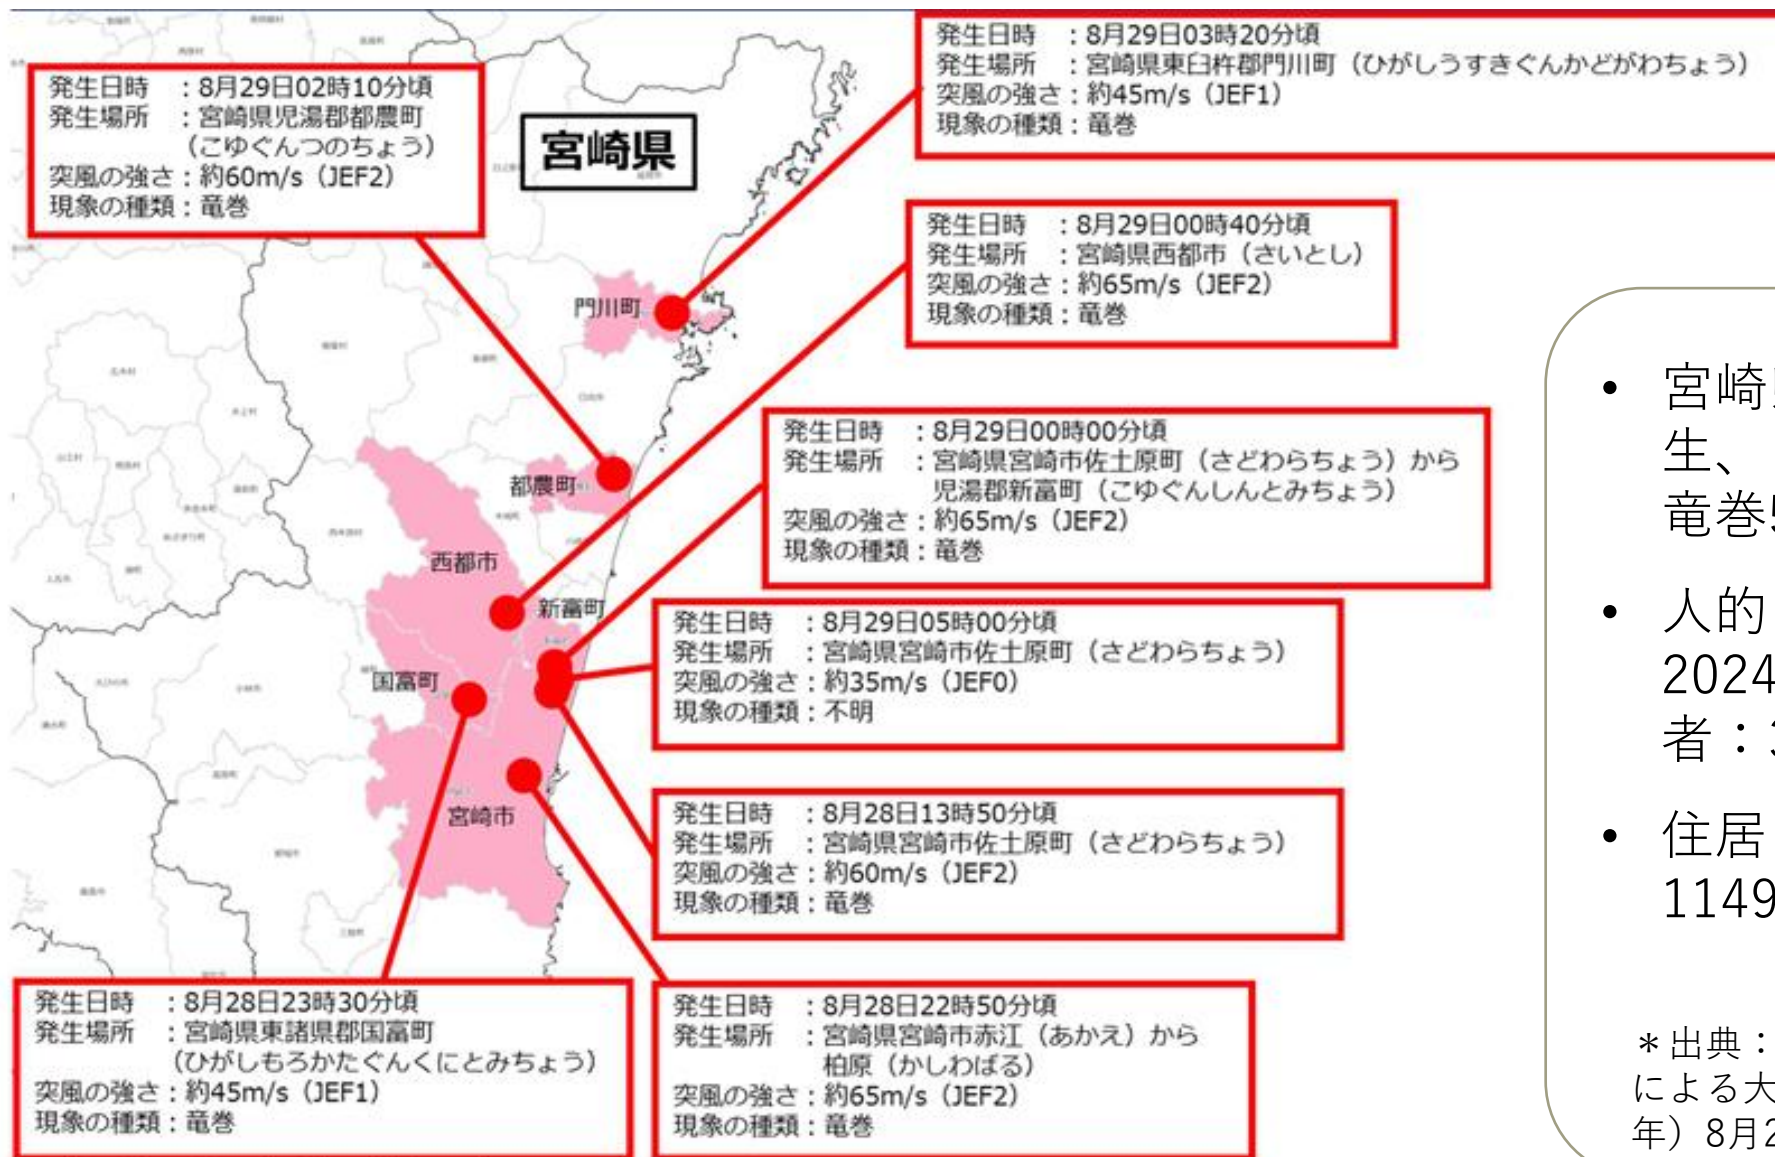 発生日時　：8月29日02時10分頃
発生場所　：宮崎県児湯郡都農町
（こゆぐんつのちょう）
突風の強さ：約60m/s（JEF2）
現象の種類：竜巻
宮崎県
発生日時　：8月29日03時20分頃
発生場所　：宮崎県東臼杵郡門川町（ひがしうすきぐんかどがわちょう）
突風の強さ：約45m/s（JEF1）
現象の種類：竜巻
発生日時　：8月29日00時40分頃
発生場所　：宮崎県西都市（さいとし）
突風の強さ：約65m/s（JEF2）
現象の種類：竜巻
発生日時　：8月29日00時00分頃
発生場所　：宮崎県宮崎市佐土原町（さどわらちょう）から
児湯郡新富町（こゆぐんしんとみちょう）
突風の強さ：約65m/s（JEF2）
現象の種類：竜巻
発生日時　：8月29日05時00分頃
発生場所　：宮崎県宮崎市佐土原町（さどわらちょう）
突風の強さ：約35m/s（JEF0）
現象の種類：不明
発生日時　：8月28日13時50分頃
発生場所　：宮崎県宮崎市佐土原町（さどわらちょう）
突風の強さ：約60m/s（JEF2）
現象の種類：竜巻
発生日時　：8月28日23時30分頃
発生場所　：宮崎県東諸県郡国富町
（ひがしもろかたぐんくにとみちょう）
突風の強さ：約45m/s（JEF1）
現象の種類：竜巻
発生日時　：8月28日22時50分頃
発生場所　：宮崎県宮崎市赤江（あかえ）から
柏原（かしわばる）
突風の強さ：約65m/s（JEF2）
現象の種類：竜巻
門川町
都農町
西都市
新富町
国富町
宮崎市
• 宮崎
生、
竜巻
• 人的
2024
者：
• 住居
1149
＊出典：
による大
年）8月2